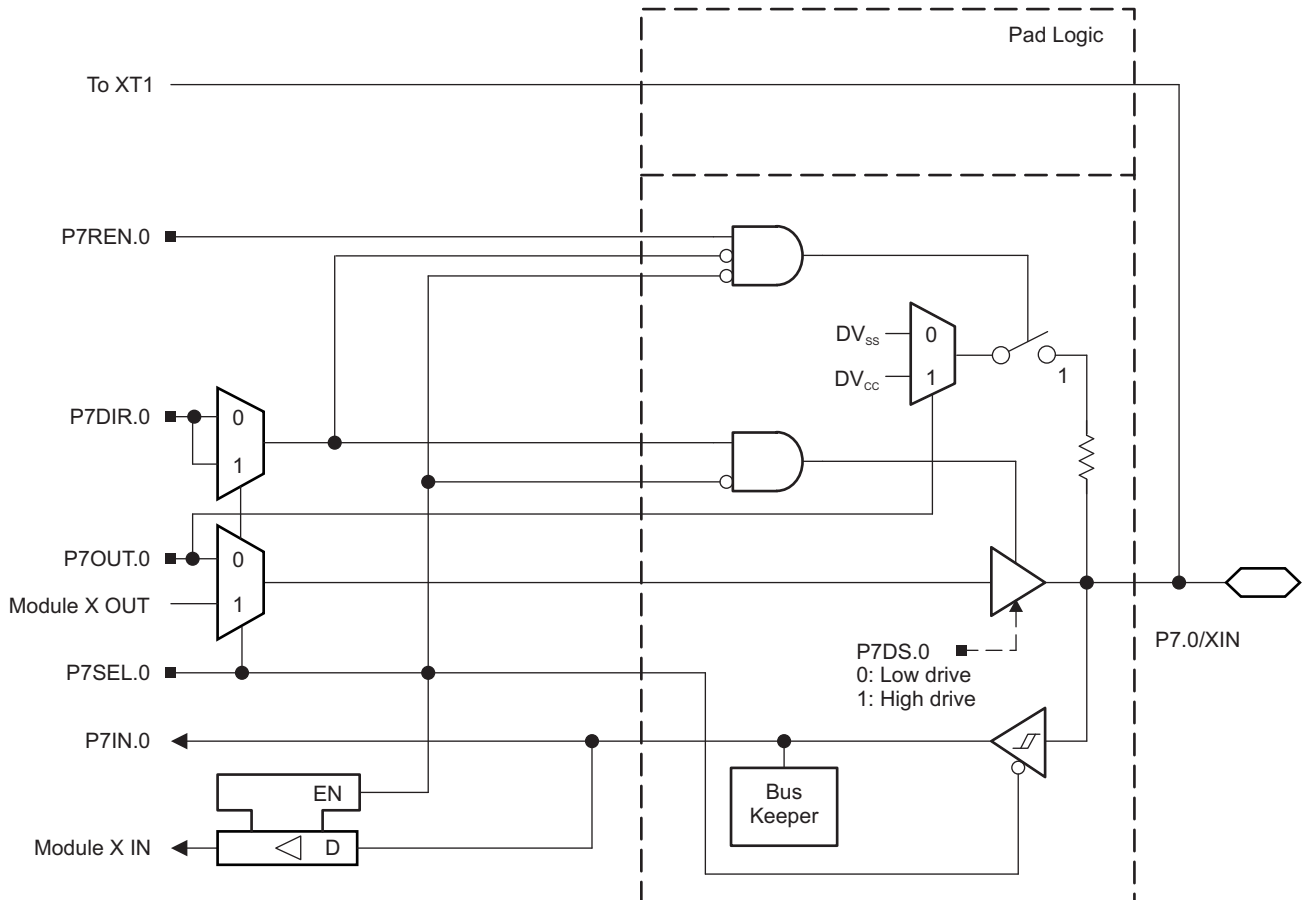 Pad Logic
To XT1
P7REN.0
DVSS
0
DVCC
1
1
P7DIR.0
0
1
P7OUT.0
0
Module X OUT
1
P7SEL.0
P7DS.0
0: Low drive
1: High drive
P7.0/XIN
P7IN.0
Bus
Keeper
EN
Module X IN
D